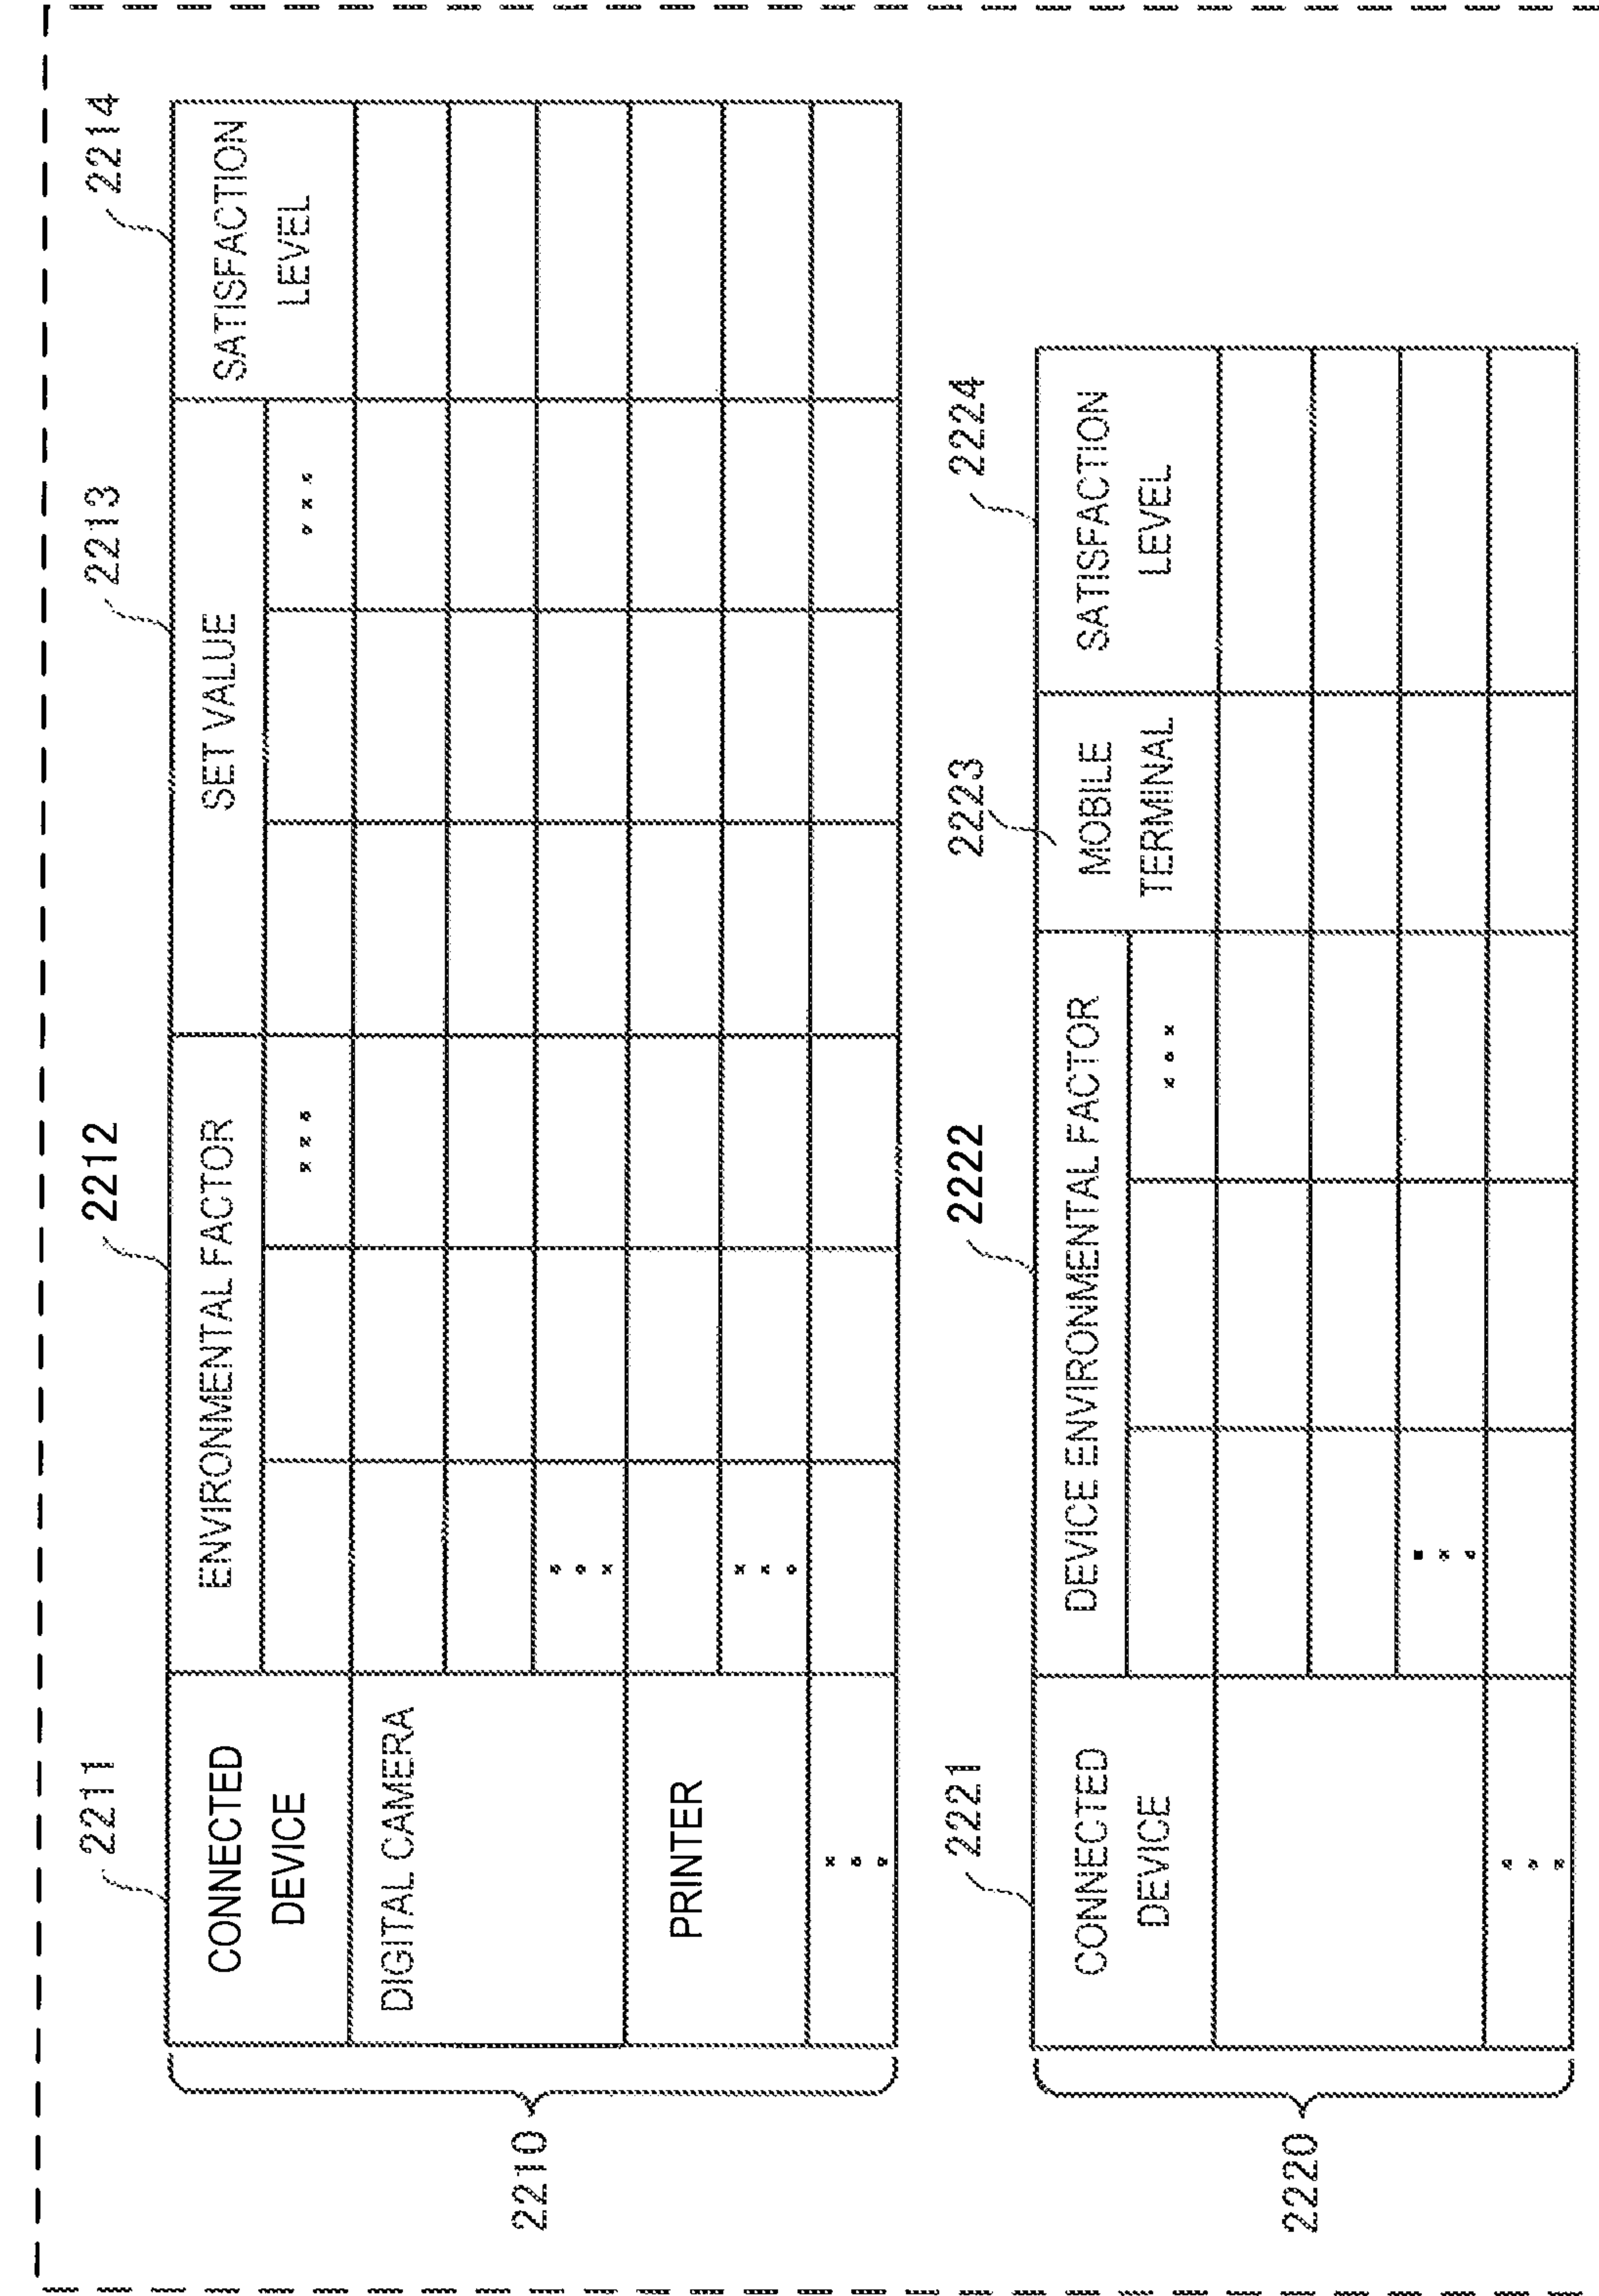 2211
2212
2213
2214
CONNECTED
DEVICE
ENVIRONMENTAL FACTOR
SET VALUE
SATISFACTION
LEVEL
DIGITAL CAMERA
PRINTER
2210
2221
2222
2223
2224
CONNECTED
DEVICE
DEVICE ENVIRONMENTAL FACTOR
MOBILE
TERMINAL
SATISFACTION
LEVEL
2220